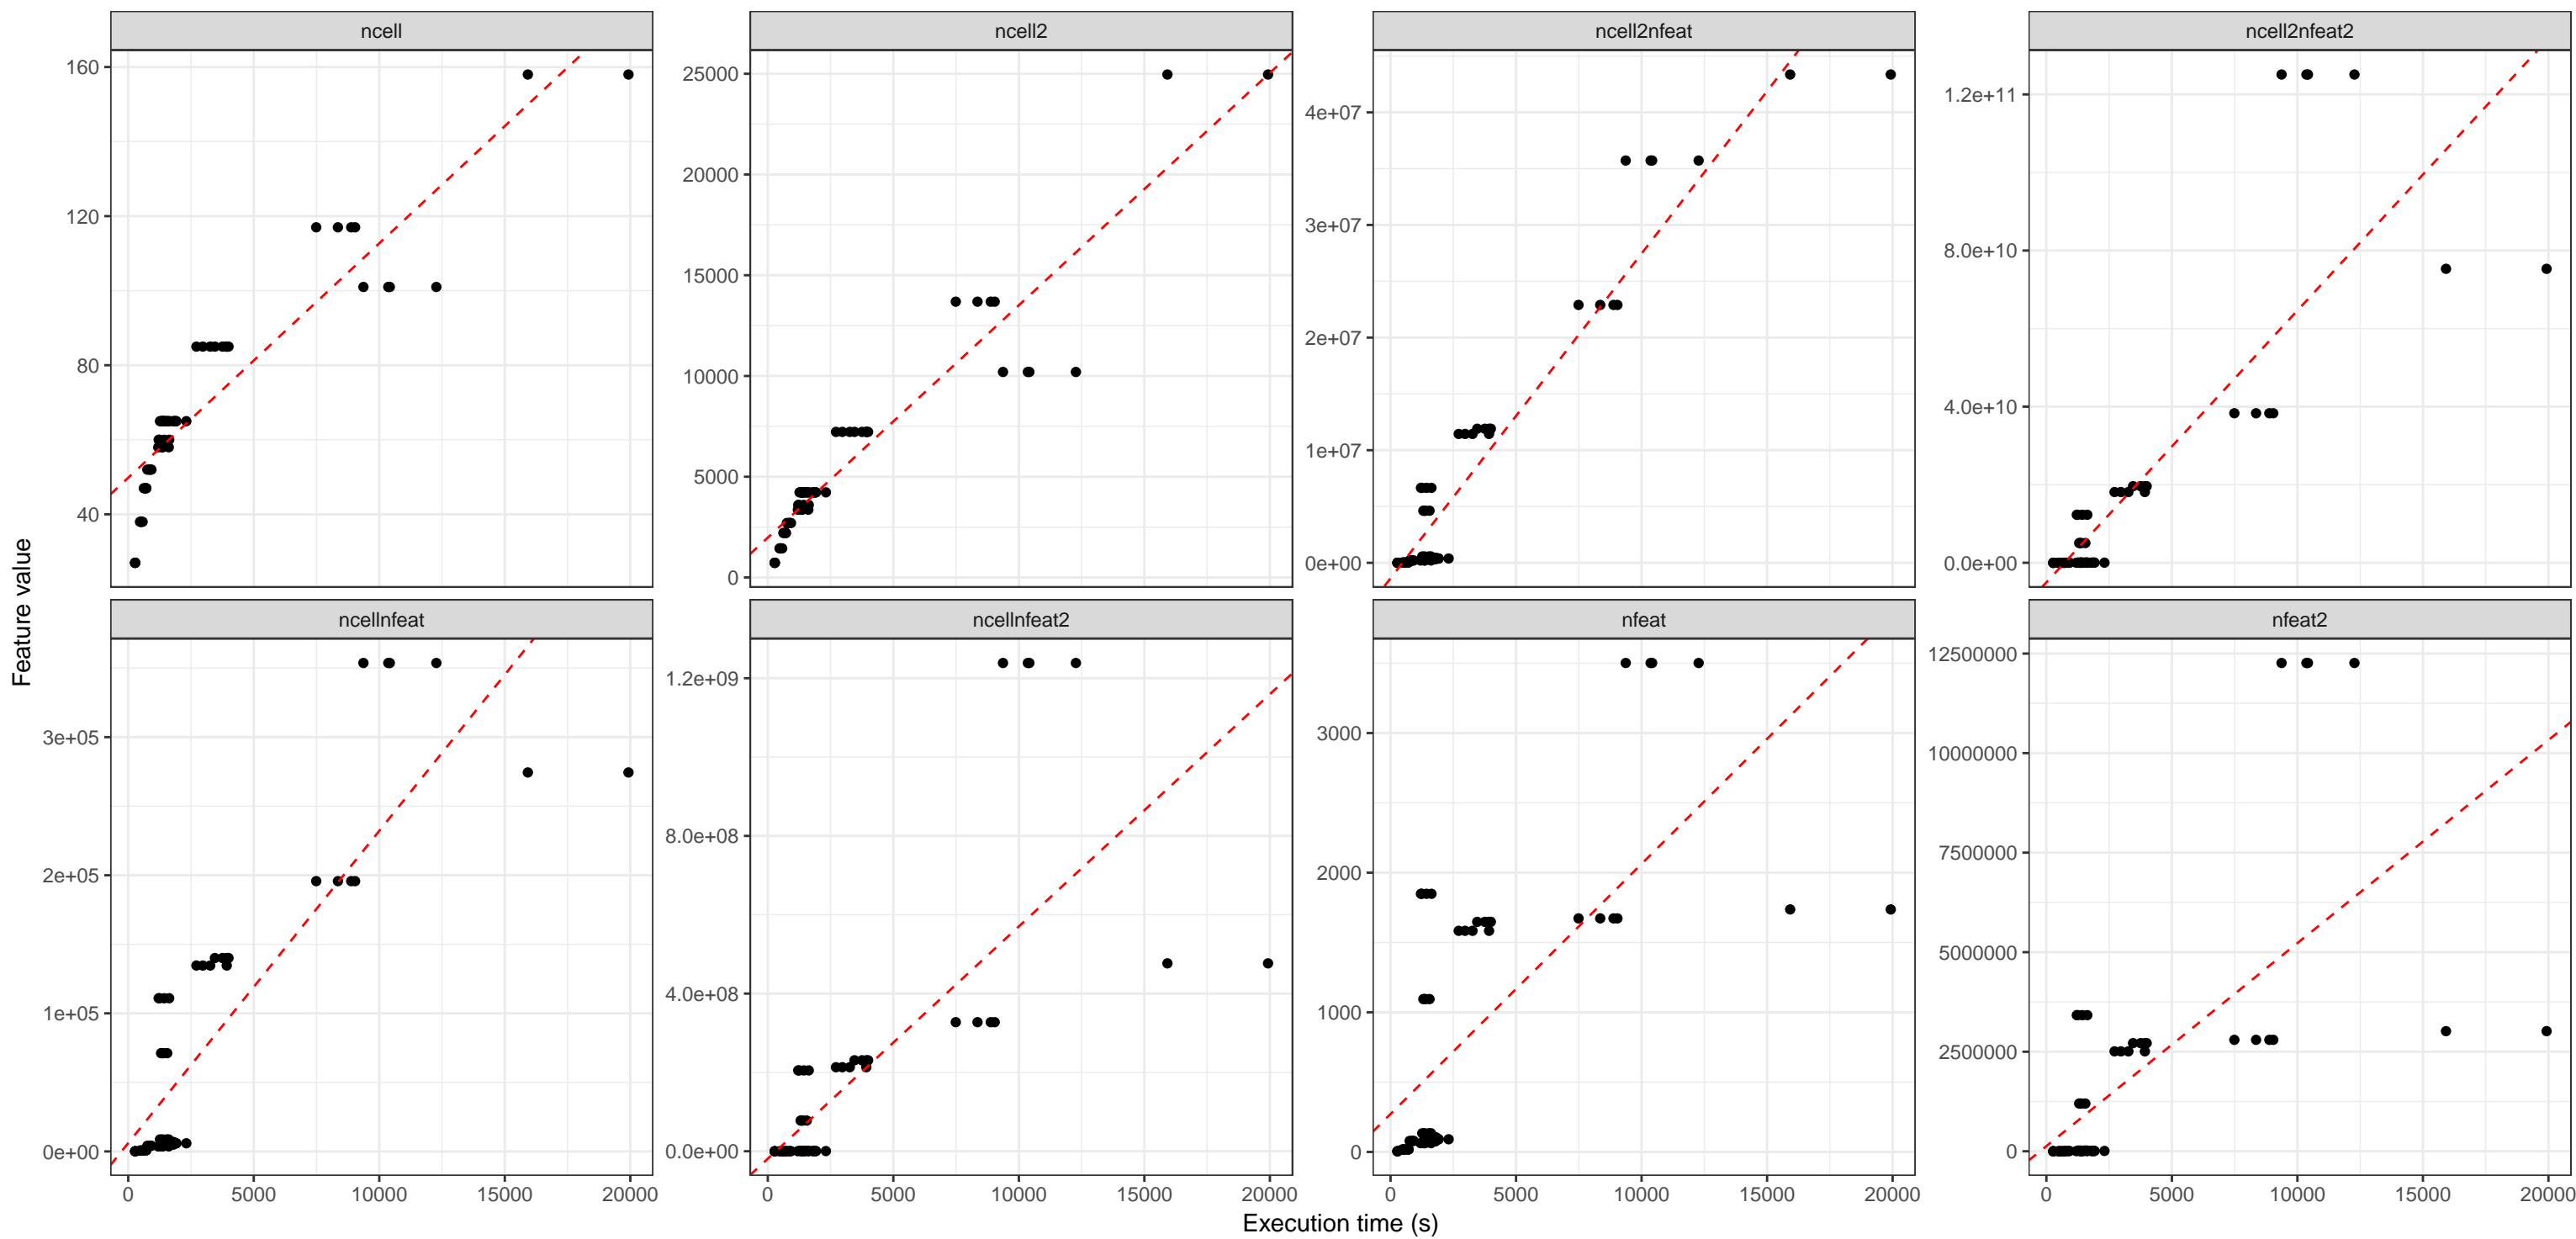 ncell
ncell2
ncell2nfeat
ncell2nfeat2
160
120
80
40
25000
20000
15000
10000
5000
0
4e+07
3e+07
2e+07
1e+07
0e+00
1.2e+11
8.0e+10
4.0e+10
0.0e+00
Feature value
ncellnfeat
ncellnfeat2
nfeat
nfeat2
3e+05
2e+05
1e+05
0e+00
1.2e+09
8.0e+08
4.0e+08
0.0e+00
3000
2000
1000
0
12500000
10000000
7500000
5000000
2500000
0
0 5000 10000 15000 20000
0 5000 10000 15000 20000
0 5000 10000 15000 20000
0 5000 10000 15000 20000
Execution time (s)